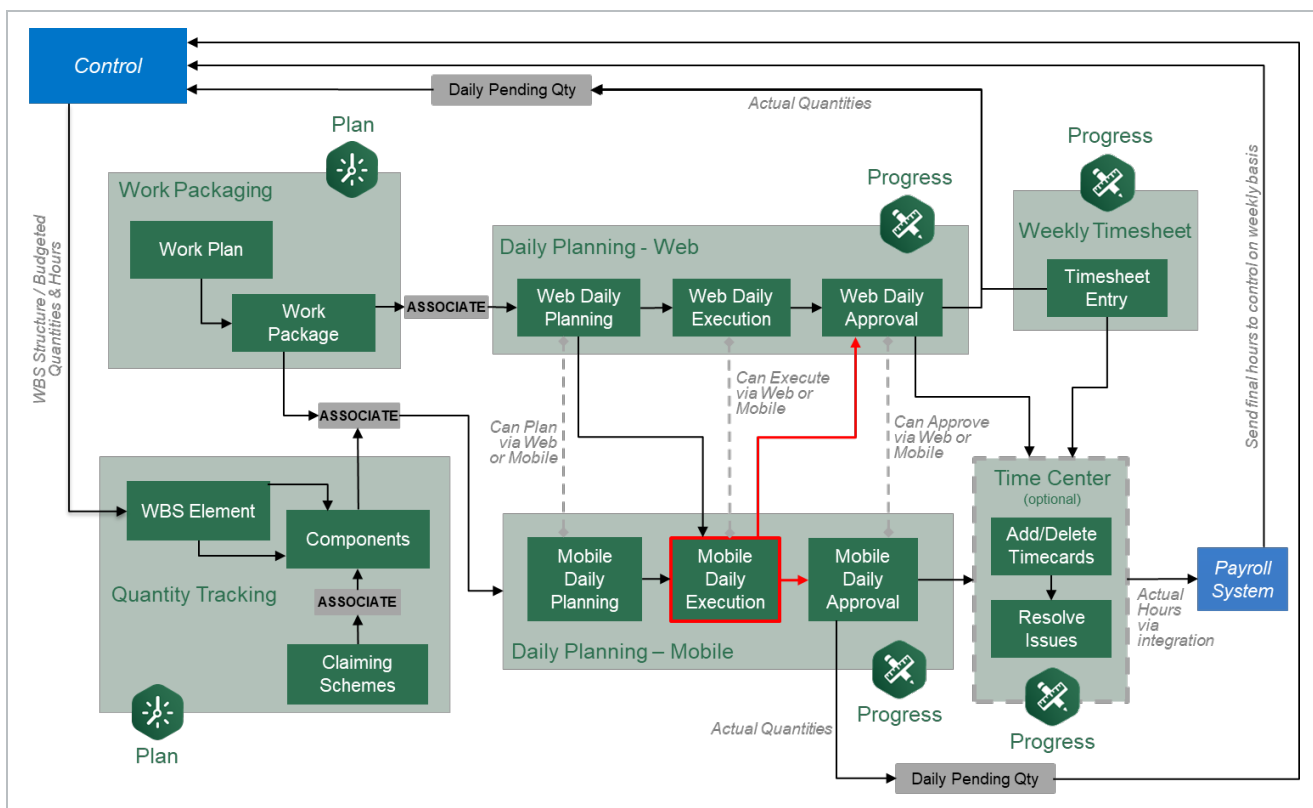 Control
Daily Pending Qty
Actual Quantities
Plan
Progress
Progress
Work Packaging
Work Plan
Work
Package
ASSOCIATE
Daily Planning - Web
Web Daily
Planning
Web Daily
Execution
Web Daily
Approval
Weekly Timesheet
Timesheet
Entry
WBS Structure / Budgeted
Quantities & Hours
Send final hours to control on weekly basis
Can Plan
via Web
or Mobile
Can Execute
via Web or
Mobile
Can Approve
via Web or
Mobile
ASSOCIATE
WBS Element
Components
ASSOCIATE
Claiming
Schemes
Quantity Tracking
Plan
Mobile
Daily
Planning
Mobile
Daily
Execution
Mobile
Daily
Approval
Daily Planning – Mobile
Progress
Time Center
(optional)
Add/Delete
Timecards
Resolve
Issues
Progress
Actual
Hours
via
integration
Payroll
System
Actual Quantities
Daily Pending Qty